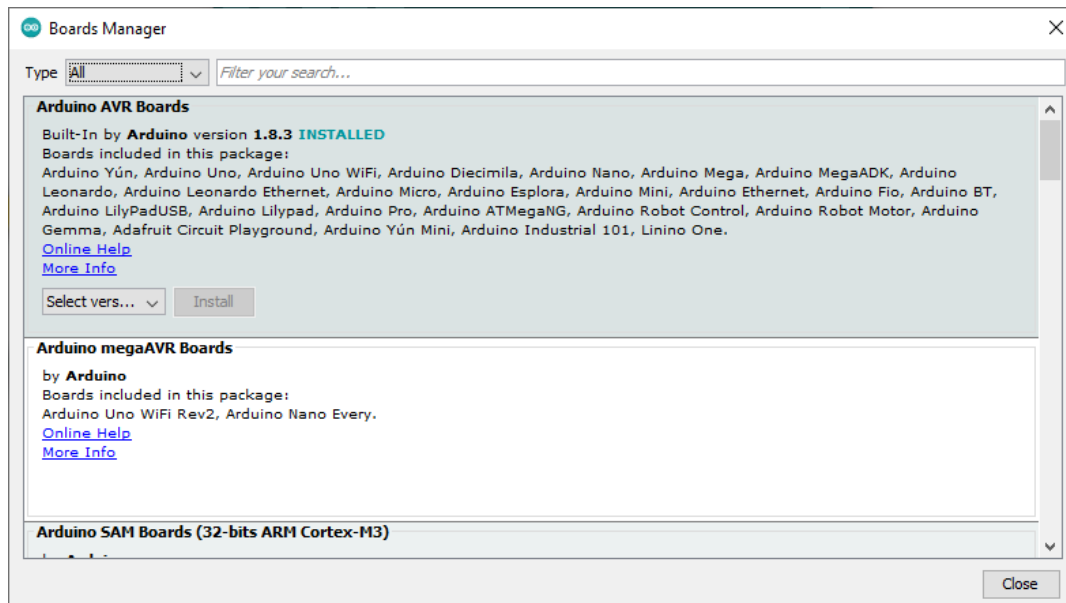 Boards Manager
Type All Filter your search...
Arduino AVR Boards
Built-In by Arduino version 1.8.3 INSTALLED
Boards included in this package:
Arduino Yún, Arduino Uno, Arduino Uno WiFi, Arduino Diecimila, Arduino Nano, Arduino Mega, Arduino MegaADK, Arduino
Leonardo, Arduino Leonardo Ethernet, Arduino Micro, Arduino Esplora, Arduino Mini, Arduino Ethernet, Arduino Fio, Arduino BT,
Arduino LilyPadUSB, Arduino Lilypad, Arduino Pro, Arduino ATMegaNG, Arduino Robot Control, Arduino Robot Motor, Arduino
Gemma, Adafruit Circuit Playground, Arduino Yún Mini, Arduino Industrial 101, Linino One.
Online Help
More Info
Select vers... Install
Arduino megaAVR Boards
by Arduino
Boards included in this package:
Arduino Uno WiFi Rev2, Arduino Nano Every.
Online Help
More Info
Arduino SAM Boards (32-bits ARM Cortex-M3)
Close